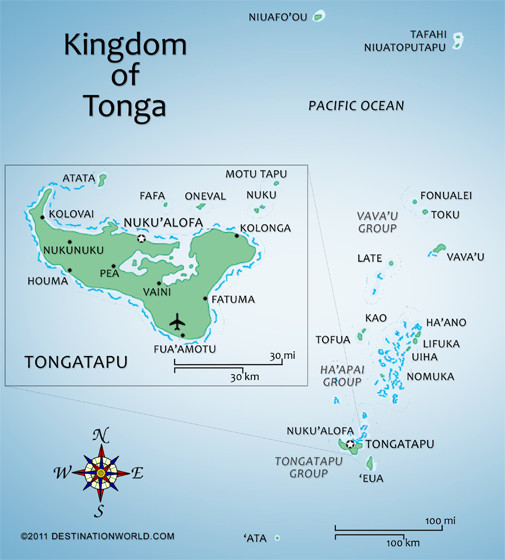 NIUAFO'OU
TAFAHI
NIUATOPUTAPU
Kingdom
of
Tonga
PACIFIC OCEAN
ATATA
MOTU TAPU
FAFA
ONEVAL
NUKU
KOLOVAI
NUKU'ALOFA
KOLONGA
NUKUNUKU
PEA
HOUMA
VAINI
FATUMA
FUA'AMOTU
TONGATAPU
30 mi
30 km
FONUALEI
VAVA'U
GROUP
TOKU
LATE
VAVA'U
KAO
HA'ANO
TOFUA
LIFUKA
UIHA
HA'APAI
GROUP
NOMUKA
NUKU'ALOFA
TONGATAPU
TONGATAPU
GROUP
'EUA
N
W
E
S
'ATA
100 mi
100 km
©2011 DESTINATIONWORLD.COM